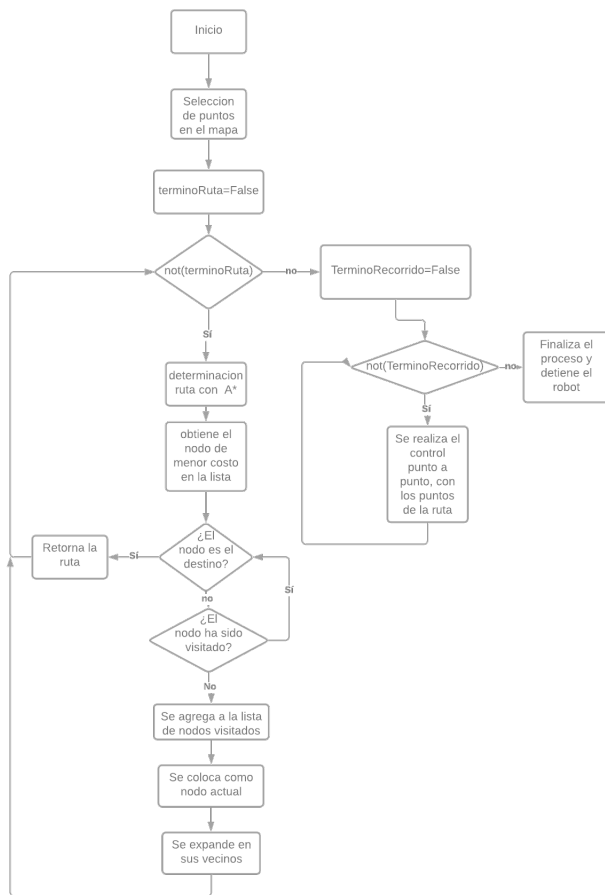 Inicio
Seleccion
de puntos
en el mapa
terminoRuta=False
not(terminoRuta)
no
TerminoRecorrido=False
Sí
determinacion
ruta con A*
not(TerminoRecorrido)
no
Finaliza el
proceso y
detiene el
robot
Sí
obtiene el
nodo de
menor costo
en la lista
Se realiza el
control
punto a
punto, con
los puntos
de la ruta
¿El
nodo es el
destino?
Sí
Retorna la
ruta
no
Sí
¿El
nodo ha sido
visitado?
No
Se agrega a la lista
de nodos visitados
Se coloca como
nodo actual
Se expande en
sus vecinos